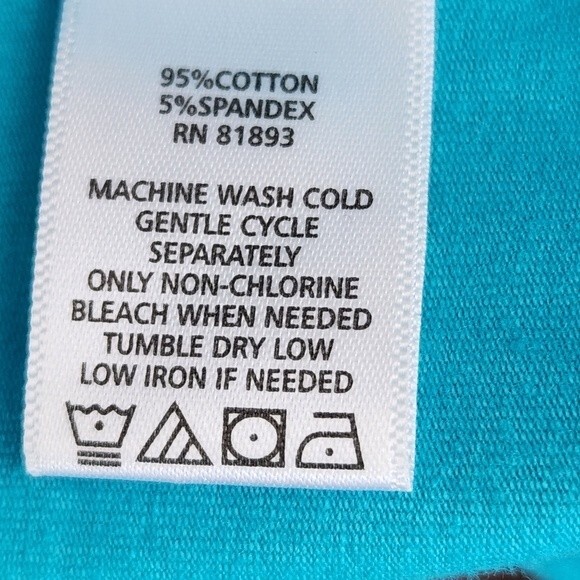 95%COTTON
5%SPANDEX
RN 81893
MACHINE WASH COLD
GENTLE CYCLE
SEPARATELY
ONLY NON-CHLORINE
BLEACH WHEN NEEDED
TUMBLE DRY LOW
LOW IRON IF NEEDED